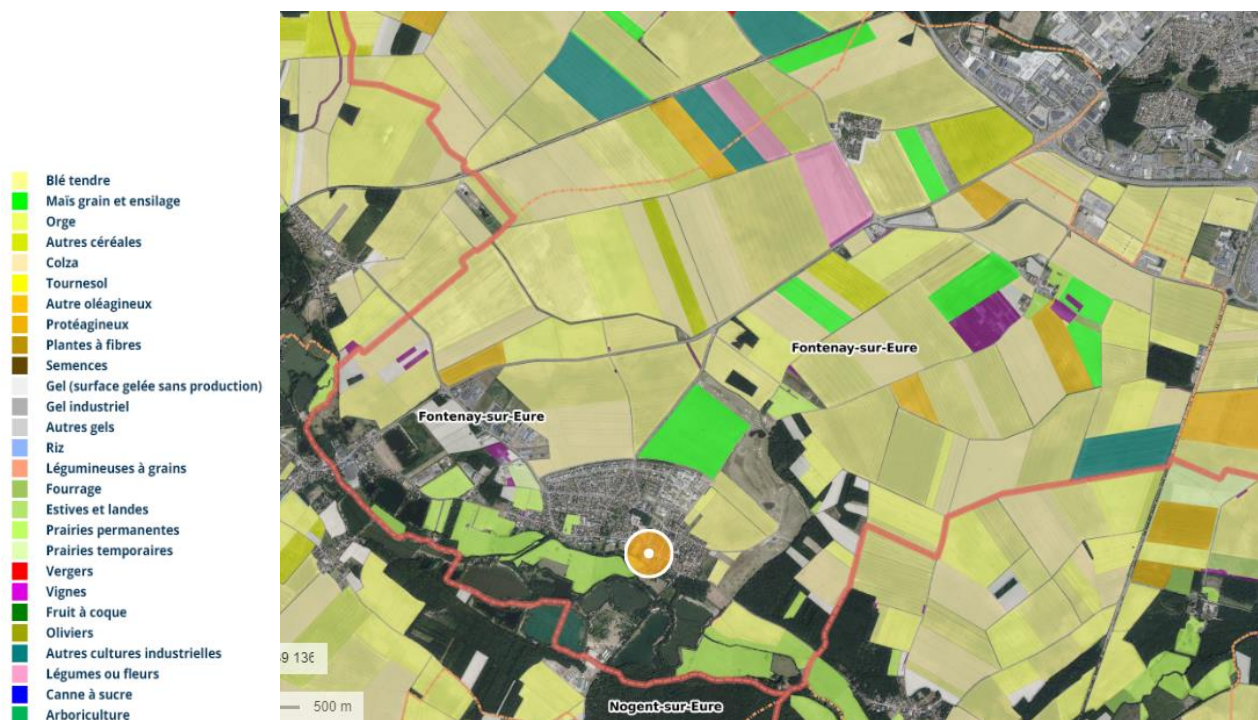 Blé tendre
Maïs grain et ensilage
Orge
Autres céréales
Colza
Tournesol
Autre oléagineux
Protéagineux
Plantes à fibres
Semences
Gel (surface gelée sans production)
Gel industriel
Autres gels
Riz
Légumineuses à grains
Fourrage
Estives et landes
Prairies permanentes
Prairies temporaires
Vergers
Vignes
Fruit à coque
Oliviers
Autres cultures industrielles
Légumes ou fleurs
Canne à sucre
Arboriculture
Fontenay-sur-Eure
Fontenay-sur-Eure
136
500 m
Nogent-sur-Eure